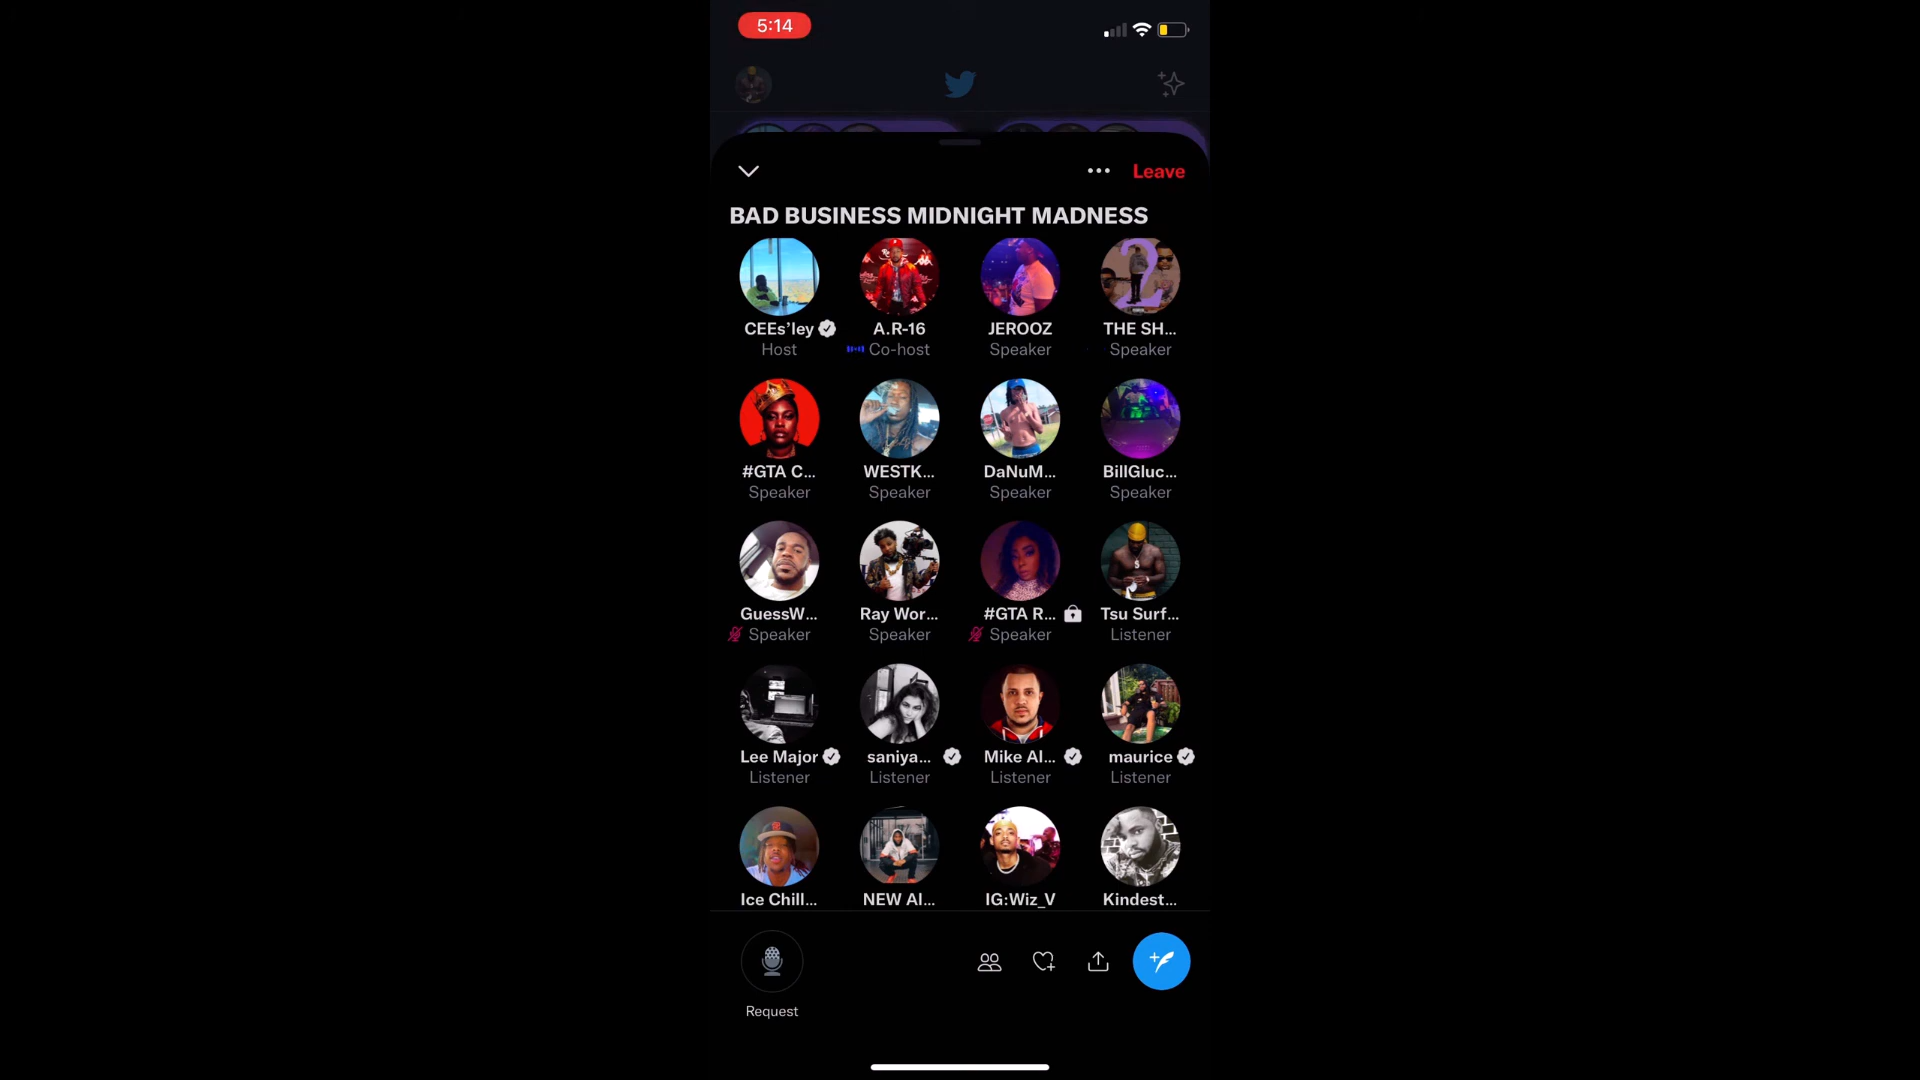 5:14
Leave
BAD BUSINESS MIDNIGHT MADNESS
CEEs’ley A.R-16 JEROOZ THE SH...
Host Co-host Speaker Speaker
#GTA C... WESTK... DaNuM... BillGluc...
Speaker Speaker Speaker Speaker
GuessW... Ray Wor... #GTA R... Tsu Surf...
Speaker Speaker Speaker Listener
Lee Major saniya... Mike Al... maurice
Listener Listener Listener Listener
Ice Chill... NEW AI... IG:Wiz_V Kindest...
Request